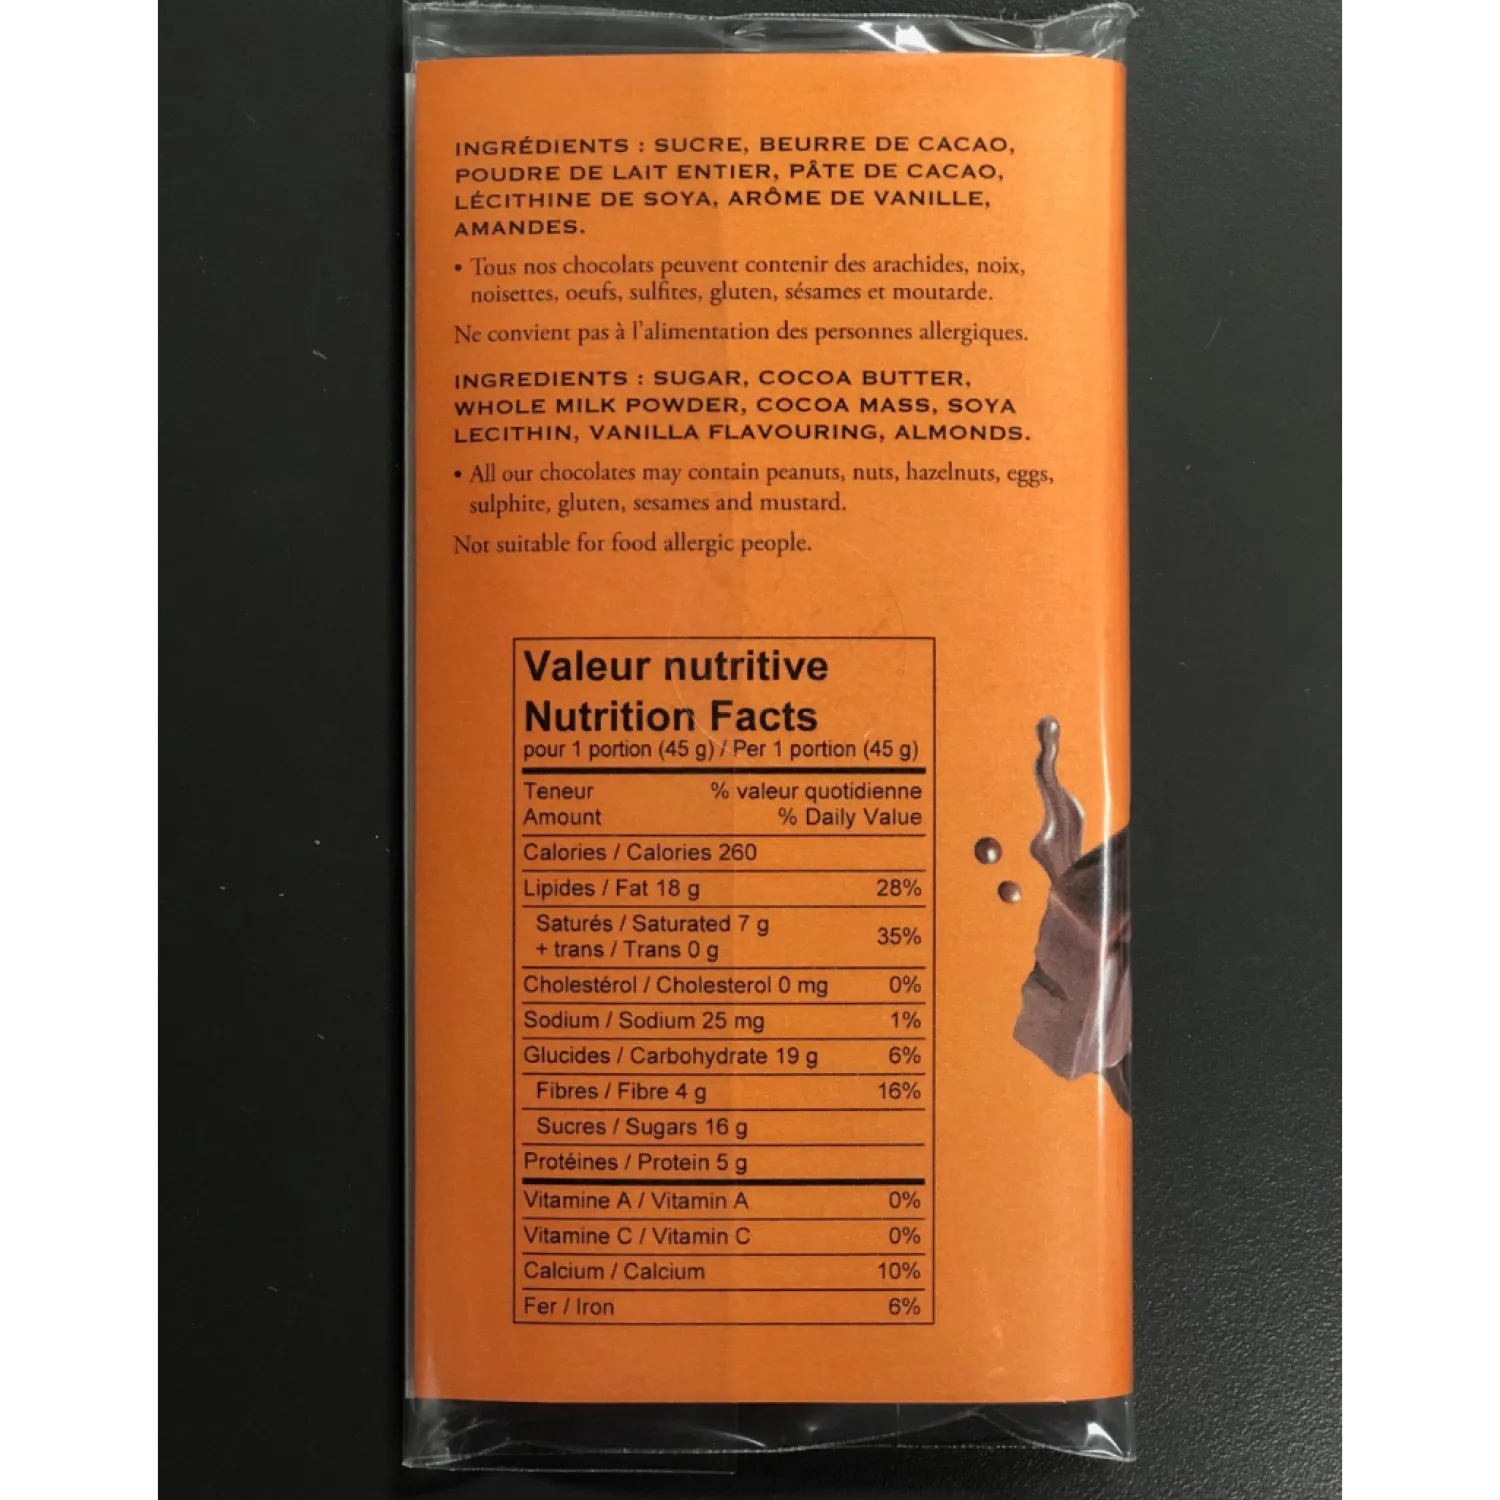 INGRÉDIENTS : SUCRE, BEURRE DE CACAO,
POUDRE DE LAIT ENTIER, PÂTE DE CACAO,
LÉCITHINE DE SOYA, ARÔME DE VANILLE,
AMANDES.
• Tous nos chocolats peuvent contenir des arachides, noix,
noisettes, oeufs, sulfites, gluten, sésames et moutarde.
Ne convient pas à l'alimentation des personnes allergiques.
INGREDIENTS : SUGAR, COCOA BUTTER,
WHOLE MILK POWDER, COCOA MASS, SOYA
LECITHIN, VANILLA FLAVOURING, ALMONDS.
• All our chocolates may contain peanuts, nuts, hazelnuts, eggs,
sulphite, gluten, sesames and mustard.
Not suitable for food allergic people.
Valeur nutritive
Nutrition Facts
pour 1 portion (45 g) / Per 1 portion (45 g)
Teneur % valeur quotidienne
Amount % Daily Value
Calories / Calories 260
Lipides / Fat 18 g 28%
Saturés / Saturated 7 g
+ trans / Trans 0 g 35%
Cholestérol / Cholesterol 0 mg 0%
Sodium / Sodium 25 mg 1%
Glucides / Carbohydrate 19 g 6%
Fibres / Fibre 4 g 16%
Sucres / Sugars 16 g
Protéines / Protein 5 g
Vitamine A / Vitamin A 0%
Vitamine C / Vitamin C 0%
Calcium / Calcium 10%
Fer / Iron 6%